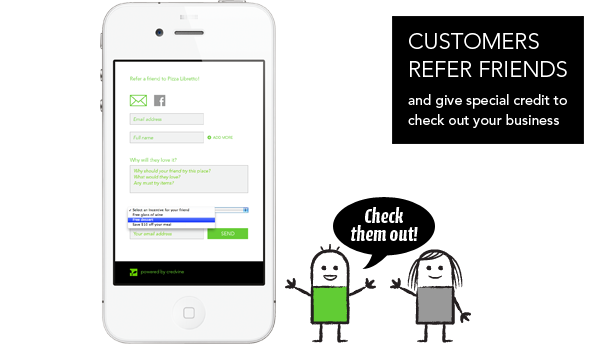 CUSTOMERS
REFER FRIENDS
and give special credit to
check out your business
Refer a friend to Pizza Libretto!
f
Email address
Full name
ADD MORE
Why will they love it?
Why should your friend try this place?
What would they love?
Any must try items?
Select an incentive for your friend
Free glass of wine
Free dessert
Save $15 off your meal
Your email address
SEND
powered by credvine
Check
them out!